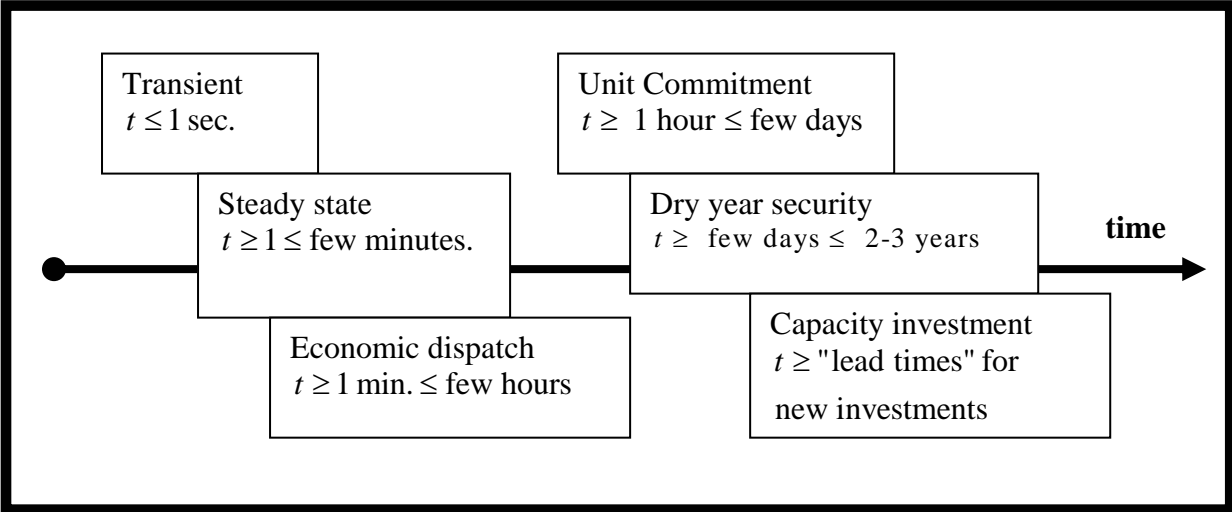 Transient
t ≤ 1 sec.
Unit Commitment
t ≥ 1 hour ≤ few days
Steady state
t ≥ 1 ≤ few minutes.
Dry year security
t ≥ few days ≤ 2-3 years
time
Economic dispatch
t ≥ 1 min. ≤ few hours
Capacity investment
t ≥ "lead times" for
new investments